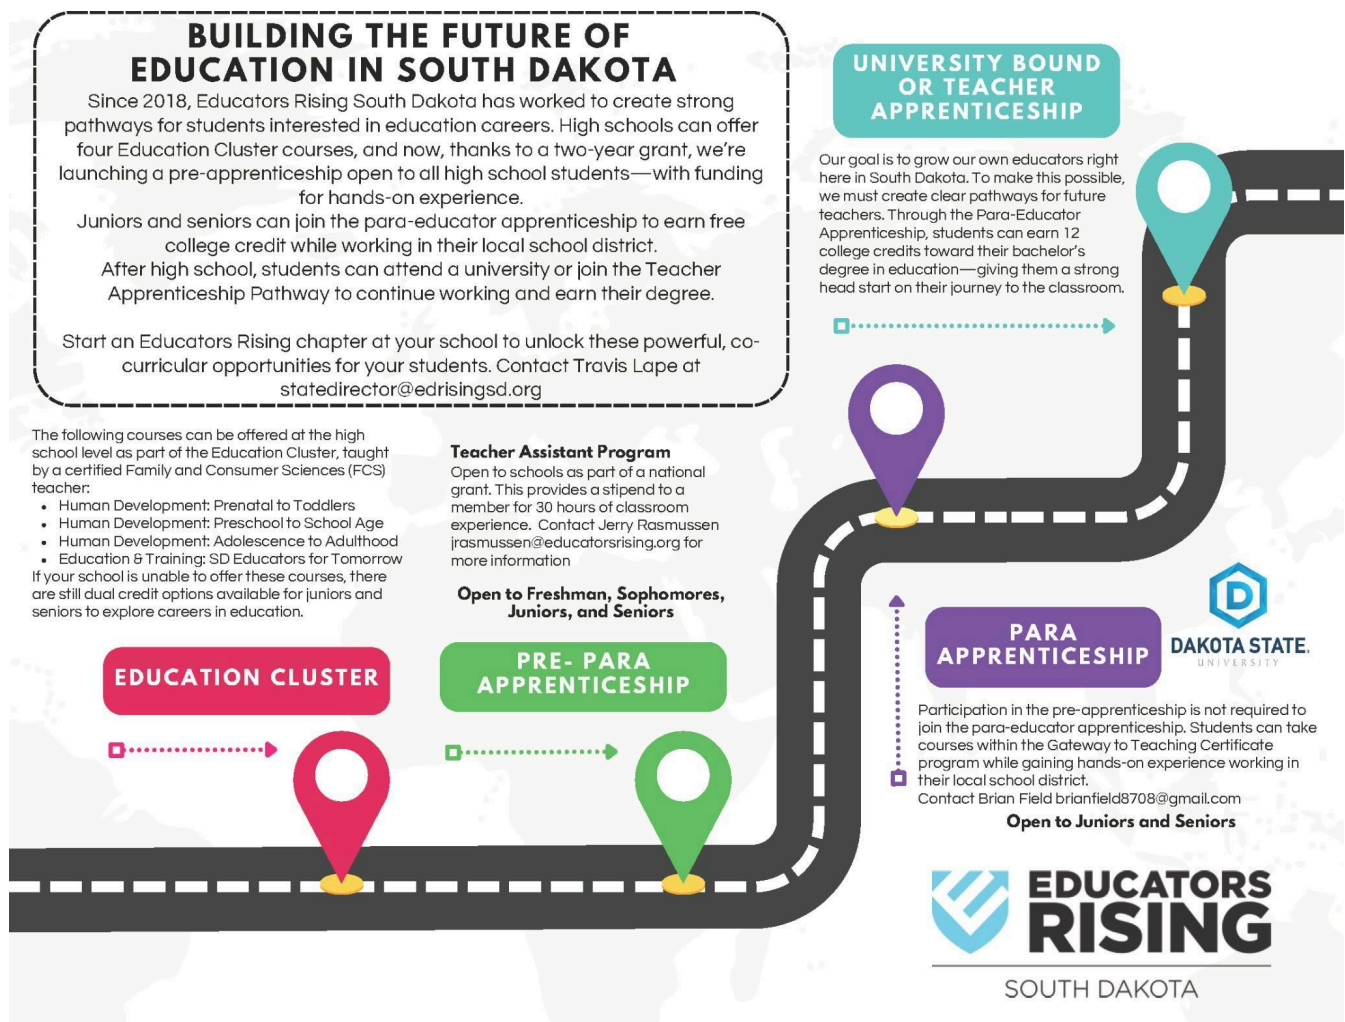 BUILDING THE FUTURE OF
EDUCATION IN SOUTH DAKOTA
Since 2018, Educators Rising South Dakota has worked to create strong
pathways for students interested in education careers. High schools can offer
four Education Cluster courses, and now, thanks to a two-year grant, we're
launching a pre-apprenticeship open to all high school students—with funding
for hands-on experience.
Juniors and seniors can join the para-educator apprenticeship to earn free
college credit while working in their local school district.
After high school, students can attend a university or join the Teacher
Apprenticeship Pathway to continue working and earn their degree.
Start an Educators Rising chapter at your school to unlock these powerful, co-
curricular opportunities for your students. Contact Travis Lape at
statedirector@edrisingsd.org
UNIVERSITY BOUND
OR TEACHER
APPRENTICESHIP
Our goal is to grow our own educators right
here in South Dakota. To make this possible,
we must create clear pathways for future
teachers. Through the Para-Educator
Apprenticeship, students can earn 12
college credits toward their bachelor's
degree in education—giving them a strong
head start on their journey to the classroom.
The following courses can be offered at the high
school level as part of the Education Cluster, taught
by a certified Family and Consumer Sciences (FCS)
teacher:
• Human Development: Prenatal to Toddlers
• Human Development: Preschool to School Age
• Human Development: Adolescence to Adulthood
• Education & Training: SD Educators for Tomorrow
If your school is unable to offer these courses, there
are still dual credit options available for juniors and
seniors to explore careers in education.
EDUCATION CLUSTER
Teacher Assistant Program
Open to schools as part of a national
grant. This provides a stipend to a
member for 30 hours of classroom
experience. Contact Jerry Rasmussen
jrasmussen@educatorsrising.org for
more information
Open to Freshman, Sophomores,
Juniors, and Seniors
PRE- PARA
APPRENTICESHIP
PARA
APPRENTICESHIP
D
DAKOTA STATE.
UNIVERSITY
Participation in the pre-apprenticeship is not required to
join the para-educator apprenticeship. Students can take
courses within the Gateway to Teaching Certificate
program while gaining hands-on experience working in
their local school district.
Contact Brian Field brianfield8708@gmail.com
Open to Juniors and Seniors
EDUCATORS
RISING
SOUTH DAKOTA